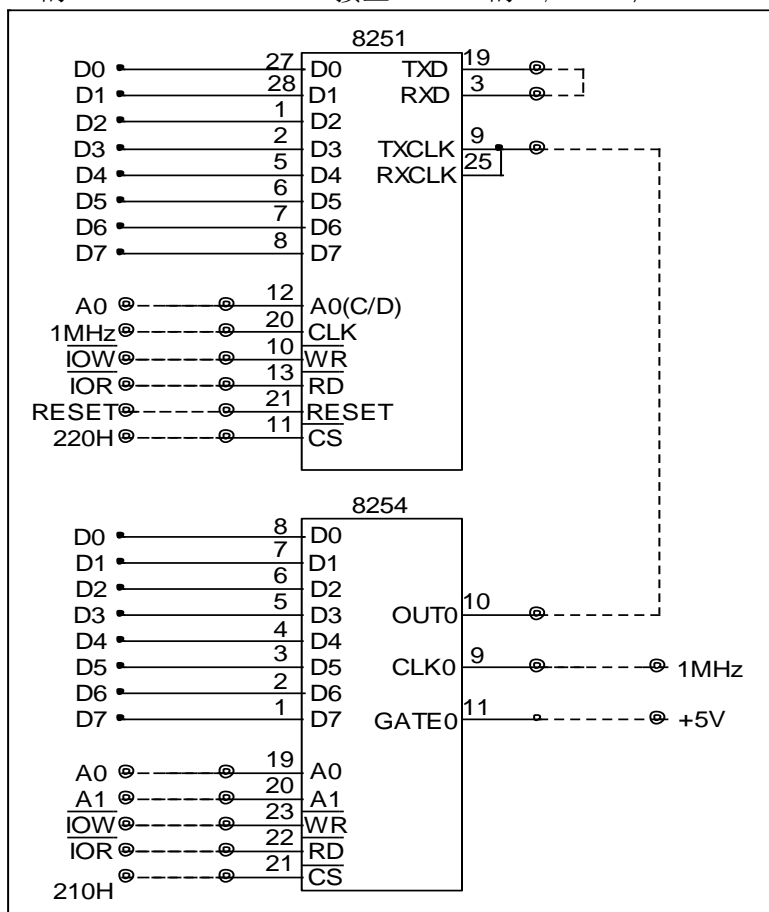 8251
D0 27 D0 TXD 19
D1 28 D1 RXD 3
D2 1 D2
D3 2 D3 TXCLK 9
D4 5 D4 RXCLK 25
D5 6 D5
D6 7 D6
D7 8 D7
A0 12 A0(C/D)
1MHz 20 CLK
IOW 10 WR
IOR 13 RD
RESET 21 RESET
220H 11 CS
8254
D0 8 D0
D1 7 D1
D2 6 D2
D3 5 D3 OUT0 10
D4 4 D4
D5 3 D5 CLK0 9 1MHz
D6 2 D6
D7 1 D7 GATE0 11 +5V
A0 19 A0
A1 20 A1
IOW 23 WR
IOR 22 RD
210H 21 CS